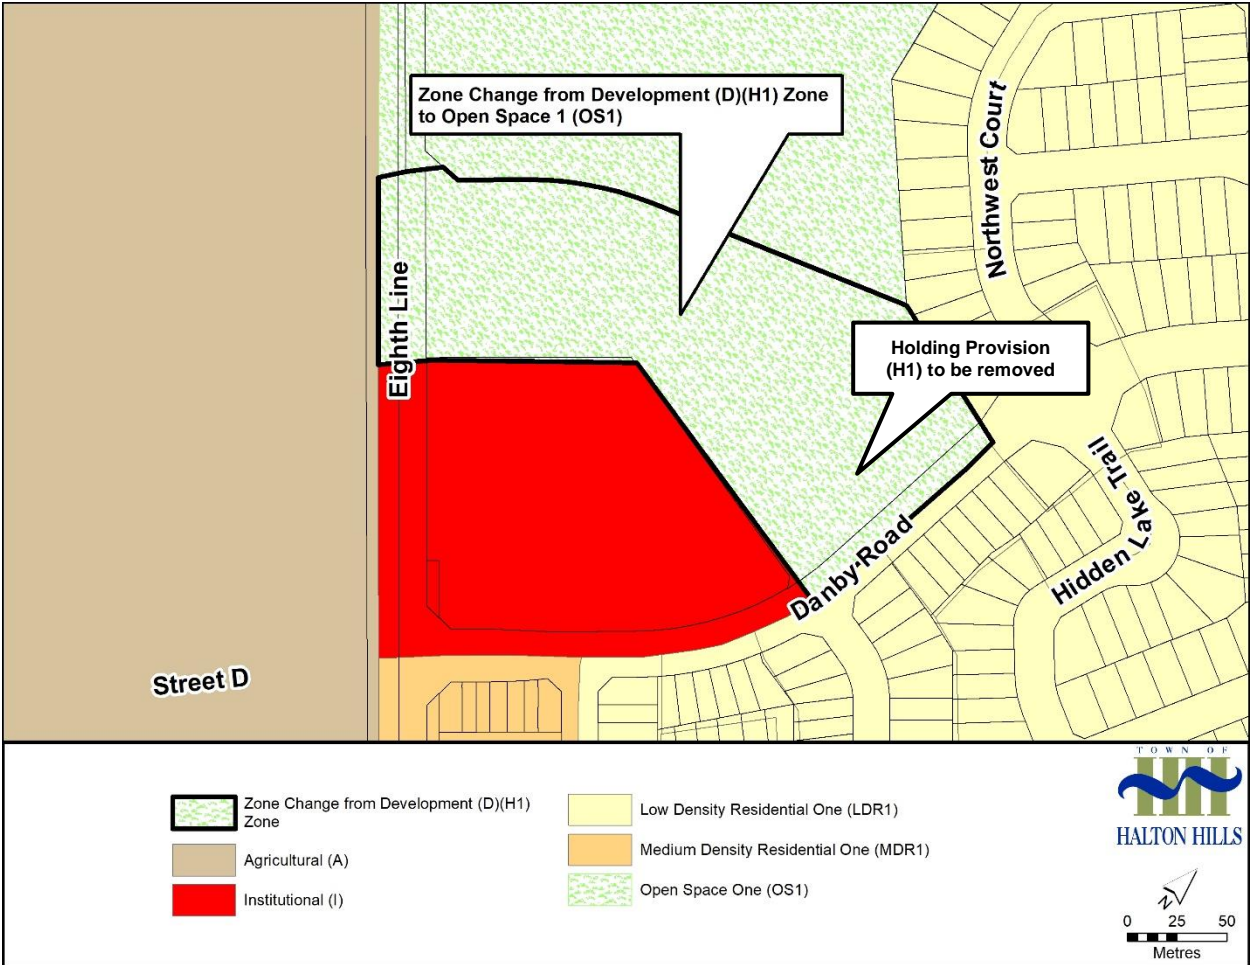 Zone Change from Development (D)(H1) Zone
to Open Space 1 (OS1)
Northwest Court
Eighth Line
Holding Provision
(H1) to be removed
Hidden Lake Trail
Danby Road
Street D
Zone Change from Development (D)(H1)
Zone
Agricultural (A)
Institutional (I)
Low Density Residential One (LDR1)
Medium Density Residential One (MDR1)
Open Space One (OS1)
TOWN OF
HALTON HILLS
N
0 25 50
Metres